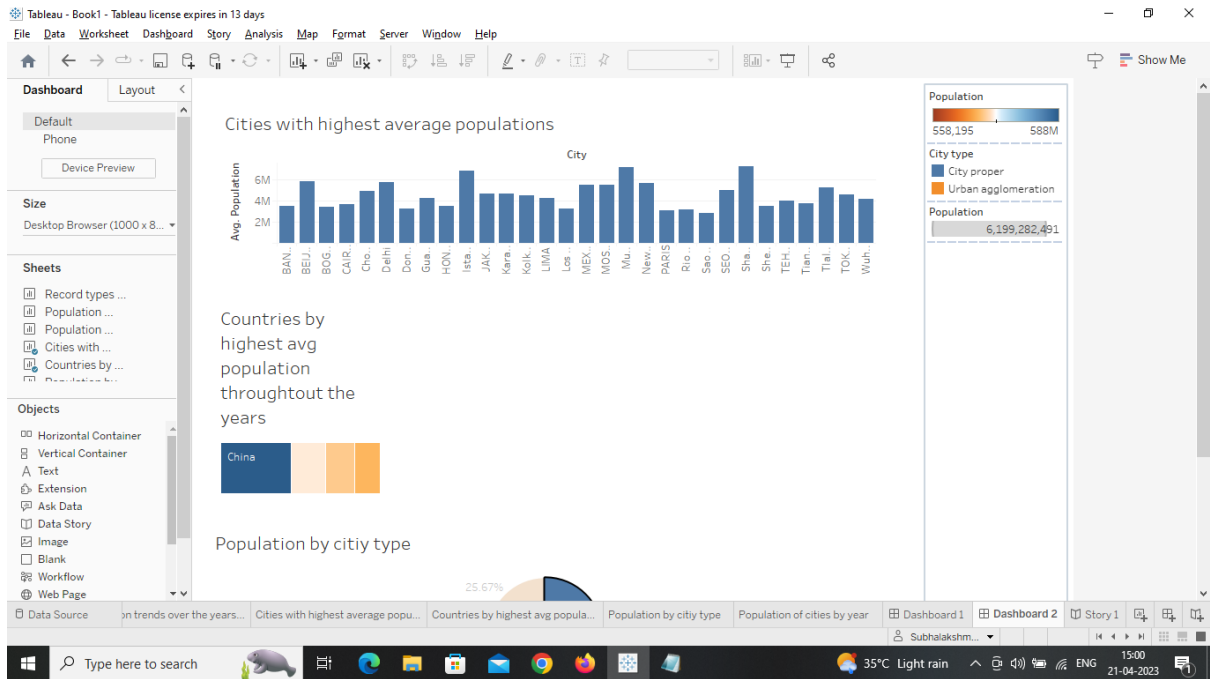 Tableau - Book1 - Tableau license expires in 13 days
File Data Worksheet Dashboard Story Analysis Map Format Server Window Help
Show Me
Dashboard Layout
Default
Phone
Device Preview
Size
Desktop Browser (1000 x 8...
Sheets
Record types ...
Population ...
Population ...
Cities with ...
Countries by ...
Population by
Objects
Horizontal Container
Vertical Container
Text
Extension
Ask Data
Data Story
Image
Blank
Workflow
Web Page
Cities with highest average populations
City
Avg. Population
6M
4M
2M
BAN.. BEIJ.. BOG.. CAIR.. Cho.. Delhi Don.. Gua.. HON.. Ista.. JAK.. Kara.. Kolk.. LIMA Los .. MEX.. MOS.. Mu.. New.. PARIS Rio .. Sao .. SEO.. Sha.. She.. TEH.. Tian.. Tlal.. TOK.. Wuh..
Countries by
highest avg
population
throughtout the
years
China
Population by citiy type
25.67%
Population
558,195 588M
City type
City proper
Urban agglomeration
Population
6,199,282,491
Data Source on trends over the years... Cities with highest average popu... Countries by highest avg popula... Population by citiy type Population of cities by year Dashboard 1 Dashboard 2 Story 1
Subhalakshm...
Type here to search
35°C Light rain ENG 15:00
21-04-2023
1